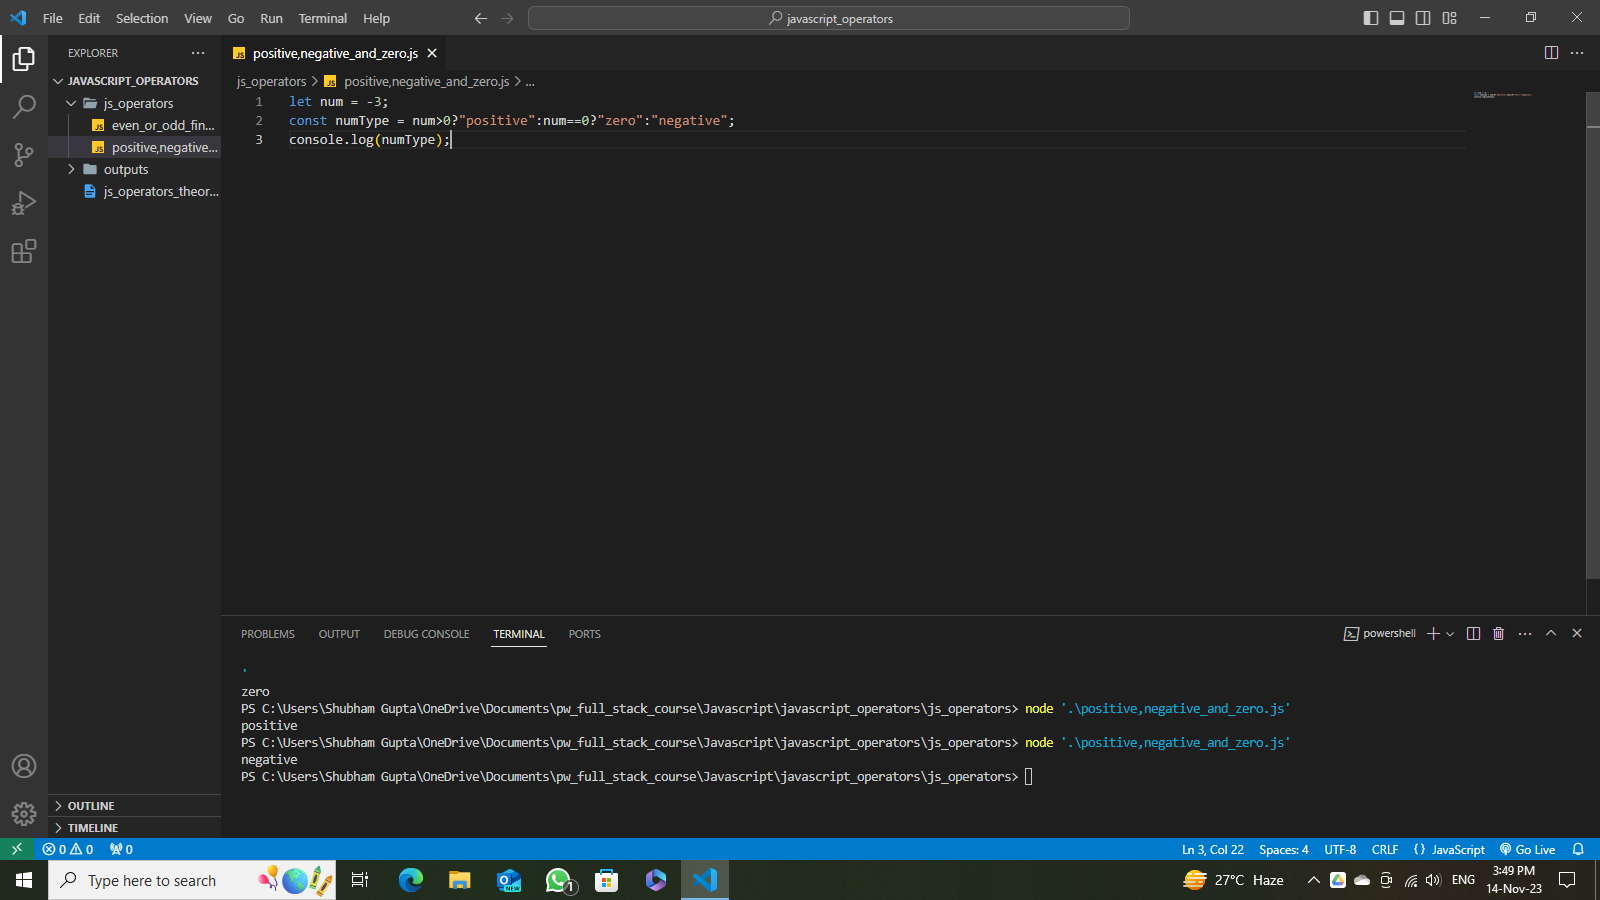 File Edit Selection View Go Run Terminal Help
javascript_operators
EXPLORER
JAVASCRIPT_OPERATORS
js_operators
even_or_odd_fin...
positive,negative...
outputs
js_operators_theor...
OUTLINE
TIMELINE
JS positive,negative_and_zero.js
js_operators > JS positive,negative_and_zero.js > ...
1 let num = -3;
2 const numType = num>0?"positive":num==0?"zero":"negative";
3 console.log(numType);
PROBLEMS OUTPUT DEBUG CONSOLE TERMINAL PORTS
powershell
zero
PS C:\Users\Shubham Gupta\OneDrive\Documents\pw_full_stack_course\Javascript\javascript_operators\js_operators> node '.\positive,negative_and_zero.js'
positive
PS C:\Users\Shubham Gupta\OneDrive\Documents\pw_full_stack_course\Javascript\javascript_operators\js_operators> node '.\positive,negative_and_zero.js'
negative
PS C:\Users\Shubham Gupta\OneDrive\Documents\pw_full_stack_course\Javascript\javascript_operators\js_operators>
0 0 0 Ln 3, Col 22 Spaces: 4 UTF-8 CRLF {} JavaScript Go Live
Type here to search
NEW
1
27°C Haze
ENG
3:49 PM
14-Nov-23